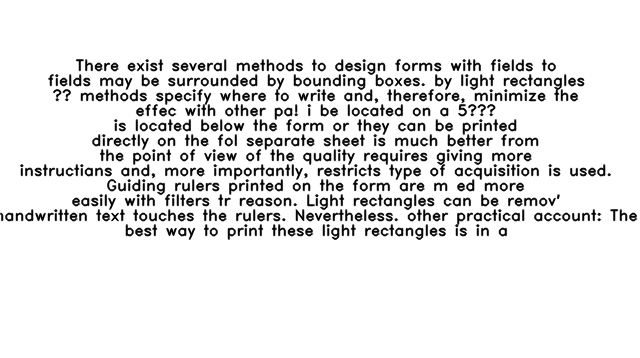 There exist several methods to design forms with fields to
fields may be surrounded by bounding boxes. by light rectangles
?? methods specify where to write and, therefore, minimize the
effec with other pa! i be located on a 5???
is located below the form or they can be printed
directly on the fol separate sheet is much better from
the point of view of the quality requires giving more
instructians and, more importantly, restricts type of acquisition is used.
Guiding rulers printed on the form are m ed more
easily with filters tr reason. Light rectangles can be remov'
handwritten text touches the rulers. Nevertheless. other practical account: The
best way to print these light rectangles is in a